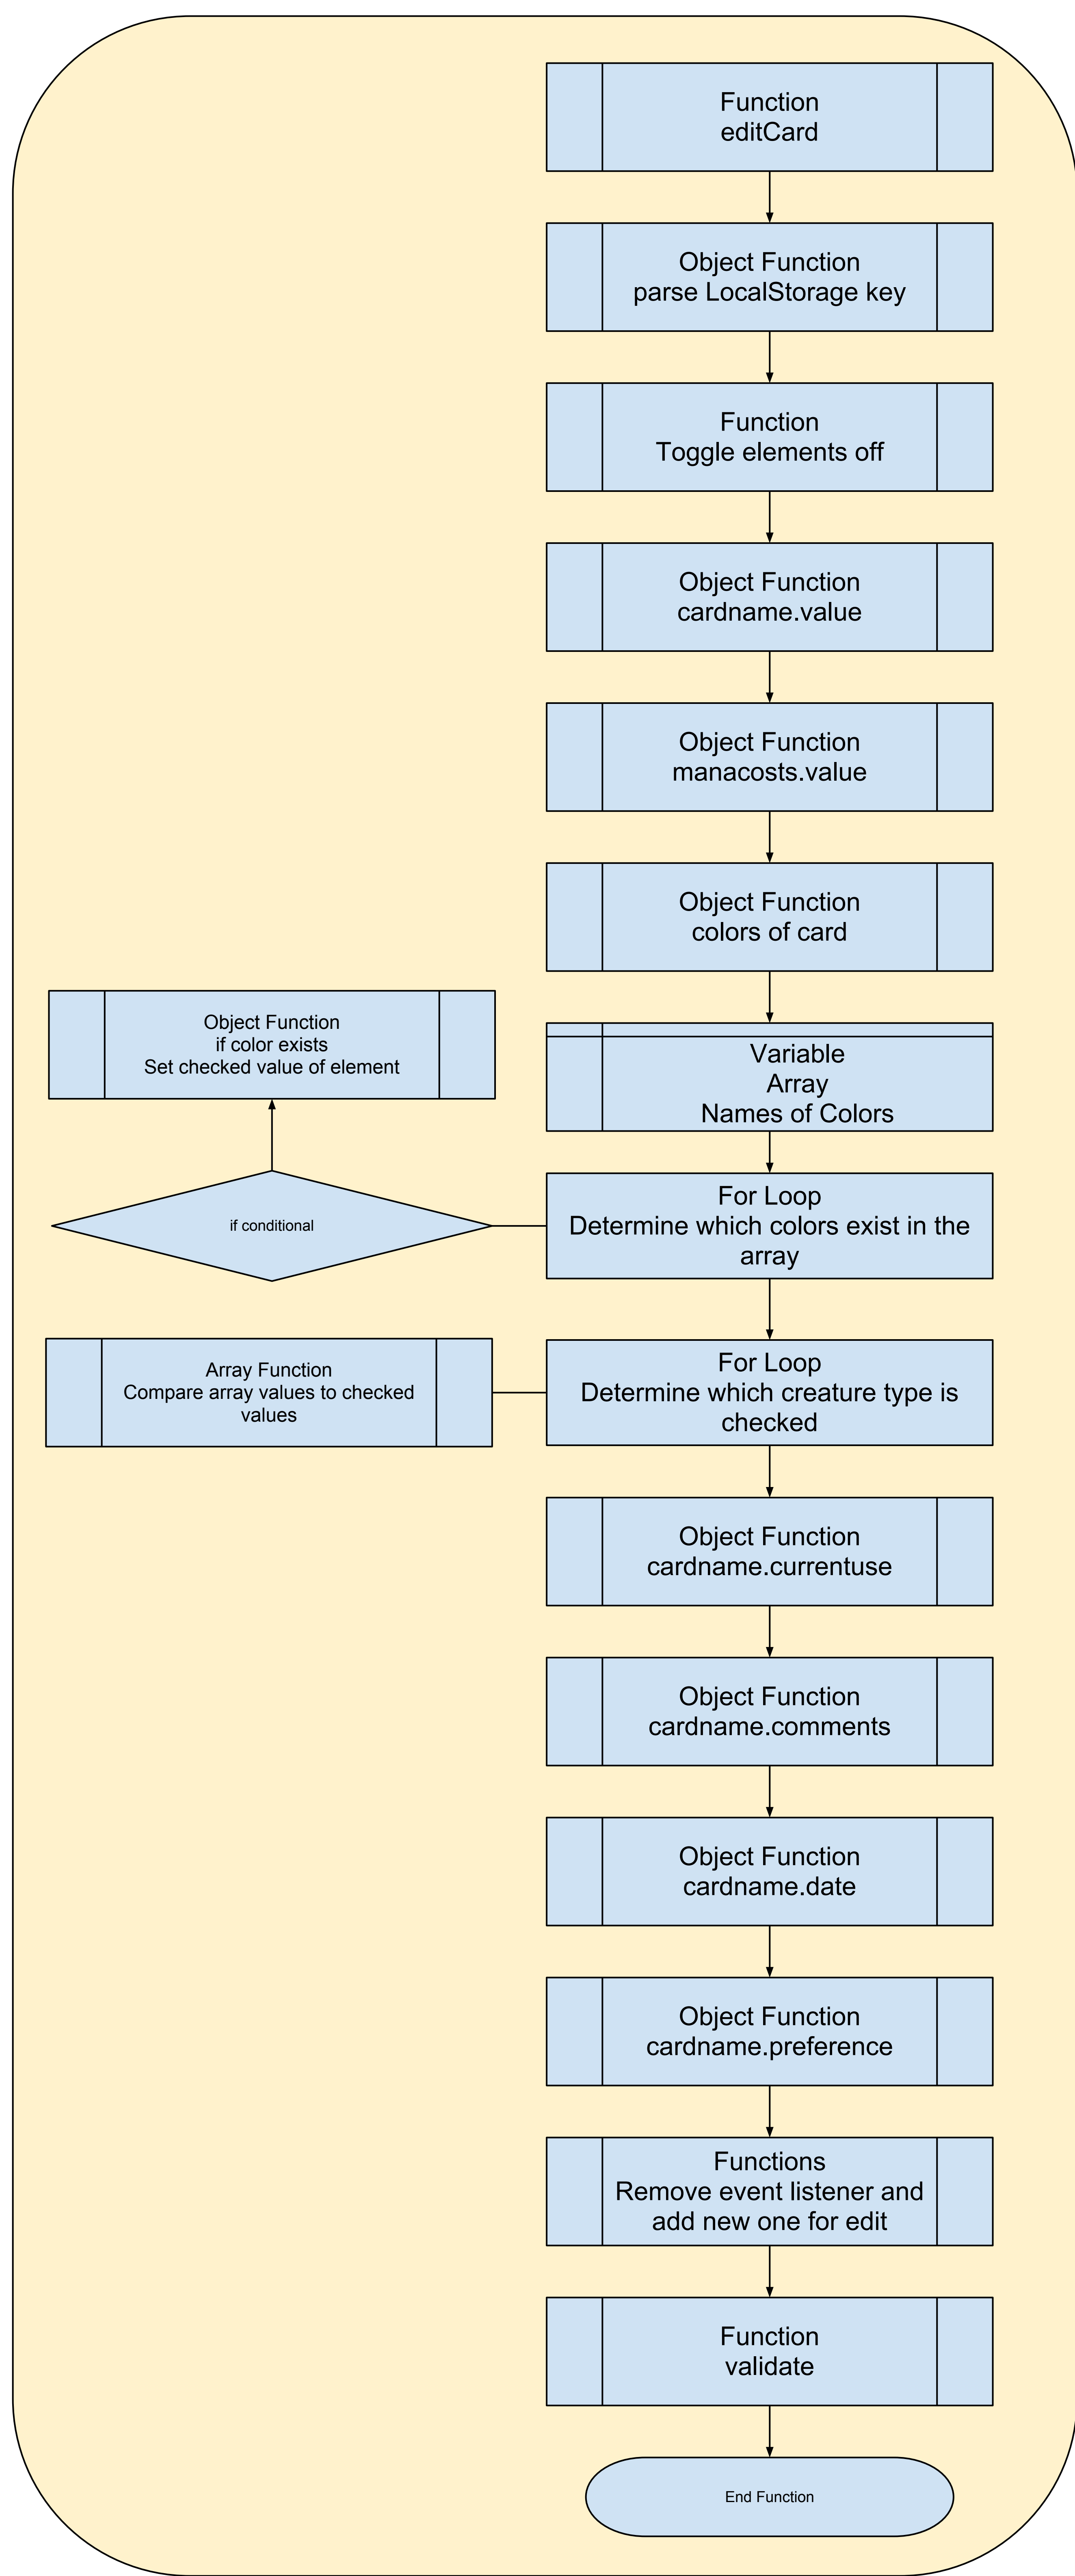 Function
editCard
Object Function
parse LocalStorage key
Function
Toggle elements off
Object Function
cardname.value
Object Function
manacosts.value
Object Function
colors of card
Variable
Array
Names of Colors
For Loop
Determine which colors exist in the
array
if conditional
Object Function
if color exists
Set checked value of element
For Loop
Determine which creature type is
checked
Array Function
Compare array values to checked
values
Object Function
cardname.currentuse
Object Function
cardname.comments
Object Function
cardname.date
Object Function
cardname.preference
Functions
Remove event listener and
add new one for edit
Function
validate
End Function